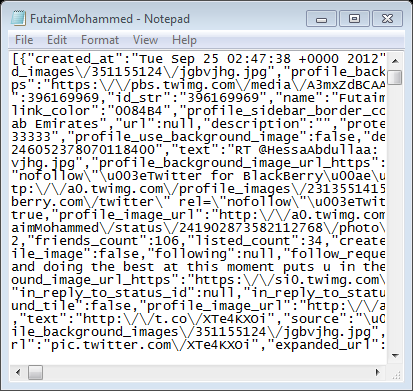 FutaimMohammed - Notepad
File Edit Format View Help
[{"created_at":"Tue Sep 25 02:47:38 +0000 2012"
d_images\/351155124\/jgbvjhg.jpg","profile_back
ps":"https:\/\/pbs.twimg.com\/media\/A3mxZdBCAA
":396169969,"id_str":"396169969","name":"Futaim
link_color":"0084B4","profile_sidebar_border_co
ab Emirates","url":null,"description":" ","prote
33333","profile_use_background_image":false,"de
246052378070118400,"text":"RT @HessaAbdullaa:
vjhg.jpg","profile_background_image_url_https":
"nofollow\"\u003eTwitter for BlackBerry\u00ae\u
tp:\/\/a0.twimg.com\/profile_images\/2313551415
berry.com\/twitter\" rel=\"nofollow\"\u003eTwit
true,"profile_image_url":"http:\/\/a0.twimg.com
aimMohammed\/status\/241902873582112768\/photo\
2,"friends_count":106,"listed_count":34,"create
ile_image":false,"following":null,"follow_reque
and doing the best at this moment puts u in the
ound_image_url_https":"https:\/\/si0.twimg.com\
"in_reply_to_status_id":null,"in_reply_to_statu
und_tile":false,"profile_image_url":"http:\/\/a
,"text":"http:\/\/t.co\/XTe4KXOi","source":"\u0
ile_background_images\/351155124\/jgbvjhg.jpg",
rl":"pic.twitter.com\/XTe4KXOi","expanded_url":